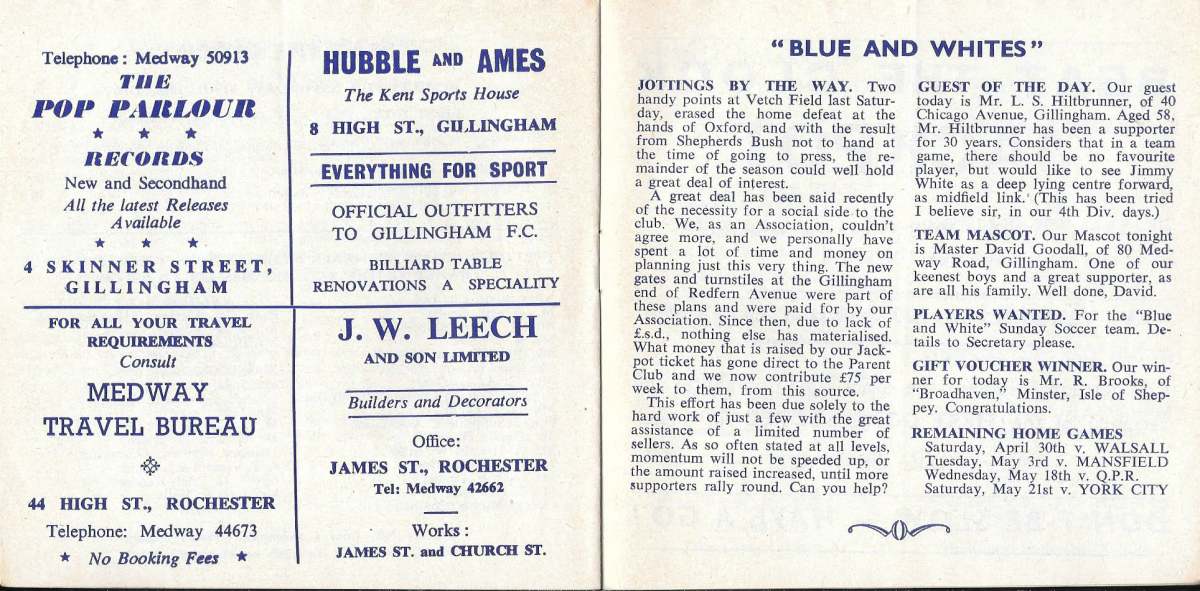 Telephone : Medway 50913
THE
POP PARLOUR
★ ★ ★
RECORDS
New and Secondhand
All the latest Releases
Available
★ ★ ★
4 SKINNER STREET,
GILLINGHAM
HUBBLE AND AMES
The Kent Sports House
8 HIGH ST., GILLINGHAM
EVERYTHING FOR SPORT
OFFICIAL OUTFITTERS
TO GILLINGHAM F.C.
BILLARD TABLE
RENOVATIONS A SPECIALITY
FOR ALL YOUR TRAVEL
REQUIREMENTS
Consult
MEDWAY
TRAVEL BUREAU
44 HIGH ST., ROCHESTER
Telephone: Medway 44673
★ No Booking Fees ★
J. W. LEECH
AND SON LIMITED
Builders and Decorators
Office:
JAMES ST., ROCHESTER
Tel: Medway 42662
Works :
JAMES ST. and CHURCH ST.
"BLUE AND WHITES"
JOTTINGS BY THE WAY. Two
handy points at Vetch Field last Satur-
day, erased the home defeat at the
hands of Oxford, and with the result
from Shepherds Bush not to hand at
the time of going to press, the re-
mainder of the season could well hold
a great deal of interest.
A great deal has been said recently
of the necessity for a social side to the
club. We, as an Association, couldn't
agree more, and we personally have
spent a lot of time and money on
planning just this very thing. The new
gates and turnstiles at the Gillingham
end of Redfern Avenue were part of
these plans and were paid for by our
Association. Since then, due to lack of
£.s.d., nothing else has materialised.
What money that is raised by our Jack-
pot ticket has gone direct to the Parent
Club and we now contribute £75 per
week to them, from this source.
This effort has been due solely to the
hard work of just a few with the great
assistance of a limited number of
sellers. As so often stated at all levels,
momentum will not be speeded up, or
the amount raised increased, until more
supporters rally round. Can you help?
GUEST OF THE DAY. Our guest
today is Mr. L. S. Hiltbrunner, of 40
Chicago Avenue, Gillingham. Aged 58,
Mr. Hiltbrunner has been a supporter
for 30 years. Considers that in a team
game, there should be no favourite
player, but would like to see Jimmy
White as a deep lying centre forward,
as midfield link. (This has been tried
I believe sir, in our 4th Div. days.)
TEAM MASCOT. Our Mascot tonight
is Master David Goodall, of 80 Med-
way Road, Gillingham. One of our
keenest boys and a great supporter, as
are all his family. Well done, David.
PLAYERS WANTED. For the "Blue
and White" Sunday Soccer team. De-
tails to Secretary please.
GIFT VOUCHER WINNER. Our win-
ner for today is Mr. R. Brooks, of
"Broadhaven," Minster, Isle of Shep-
pey. Congratulations.
REMAINING HOME GAMES
Saturday, April 30th v. WALSALL
Tuesday, May 3rd v. MANSFIELD
Wednesday, May 18th v. Q.P.R.
Saturday, May 21st v. YORK CITY